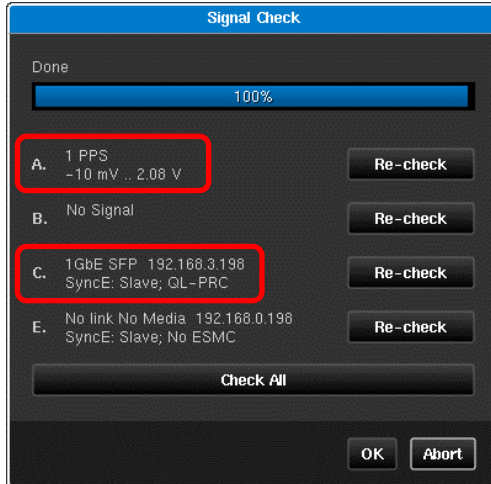 Signal Check
Done
100%
A. 1 PPS
-10 mV .. 2.08 V
Re-check
B. No Signal
Re-check
C. 1GbE SFP 192.168.3.198
SyncE: Slave; QL-PRC
Re-check
E. No link No Media 192.168.0.198
SyncE: Slave; No ESMC
Re-check
Check All
OK Abort